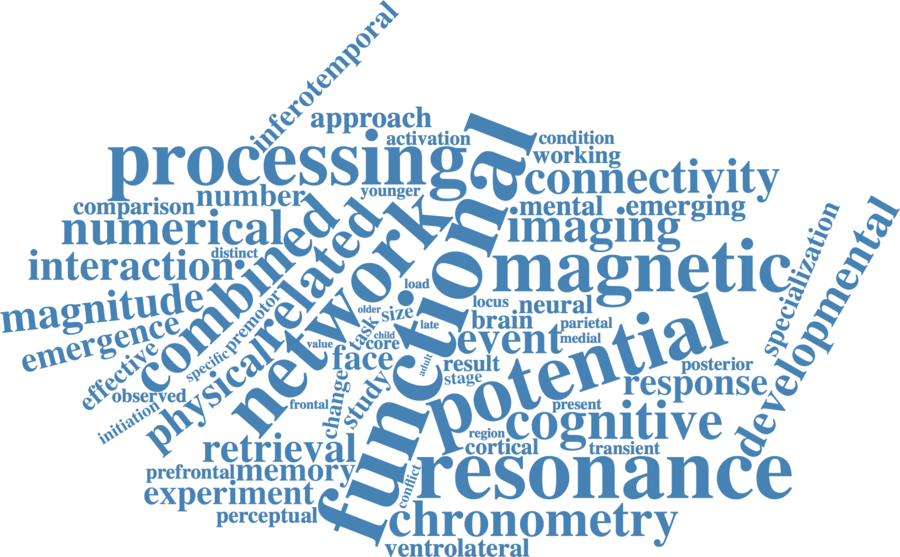 inferotemporal
approach
activation
condition
processing
working
connectivity
younger
number
comparison
mental
emerging
numerical
imaging
functional
combined
related
network
distinct
interaction
magnetic
specialization
developmental
magnitude
premotor
load
older
size
locus
neural
brain
parietal
medial
emergence
physical
specific
value
task
child
core
late
event
potential
effective
face
adult
result
stage
posterior
response
observed
initiation
frontal
change
study
present
cognitive
retrieval
region
cortical
transient
prefrontal
memory
conflict
resonance
experiment
perceptual
chronometry
ventrolateral